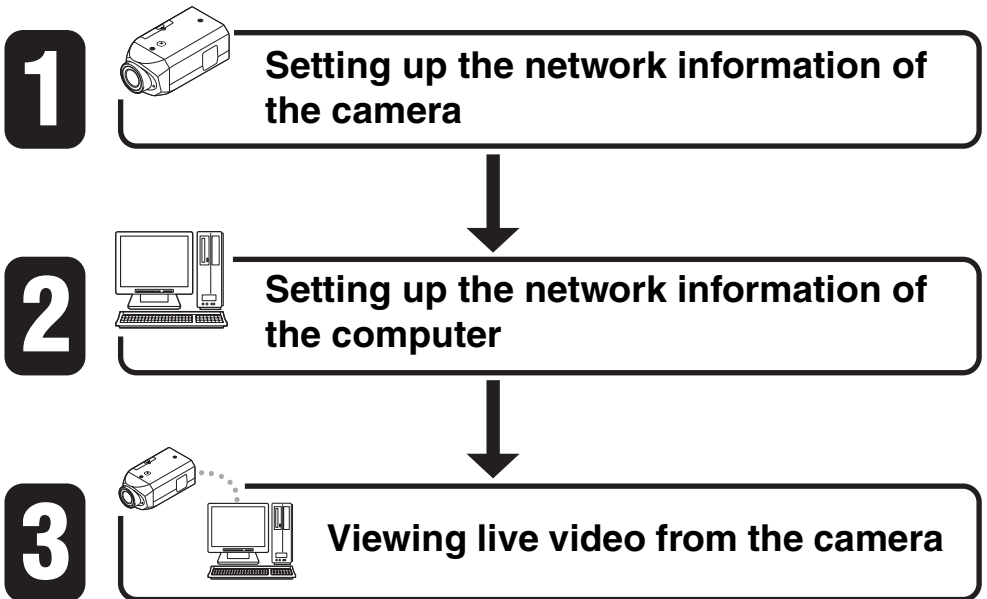 1
Setting up the network information of
the camera
2
Setting up the network information of
the computer
3
Viewing live video from the camera